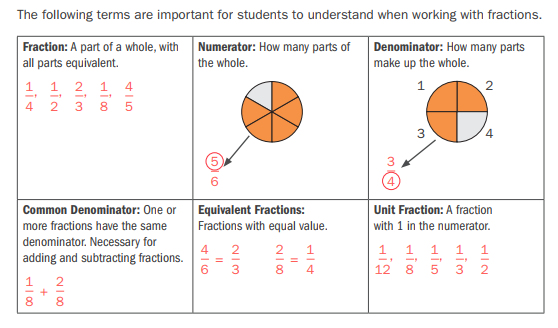 The following terms are important for students to understand when working with fractions.
Fraction: A part of a whole, with
all parts equivalent.
1/4, 1/2, 2/3, 1/8, 4/5
Numerator: How many parts of
the whole.
5/6
Denominator: How many parts
make up the whole.
1 2
3 4
3/4
Common Denominator: One or
more fractions have the same
denominator. Necessary for
adding and subtracting fractions.
1/8 + 2/8
Equivalent Fractions:
Fractions with equal value.
4/6 = 2/3 2/8 = 1/4
Unit Fraction: A fraction
with 1 in the numerator.
1/12, 1/8, 1/5, 1/3, 1/2